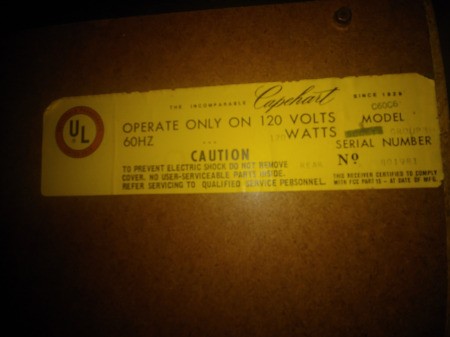 THE INCOMPARABLE Capehart SINCE 1928
UL
OPERATE ONLY ON 120 VOLTS
60HZ WATTS
MODEL
SERIAL NUMBER
Nº
CAUTION
TO PREVENT ELECTRIC SHOCK DO NOT REMOVE
COVER. NO USER-SERVICEABLE PARTS INSIDE.
REFER SERVICING TO QUALIFIED SERVICE PERSONNEL.
THIS RECEIVER CERTIFIED TO COMPLY
WITH FCC PART 15 - AT DATE OF MFG.